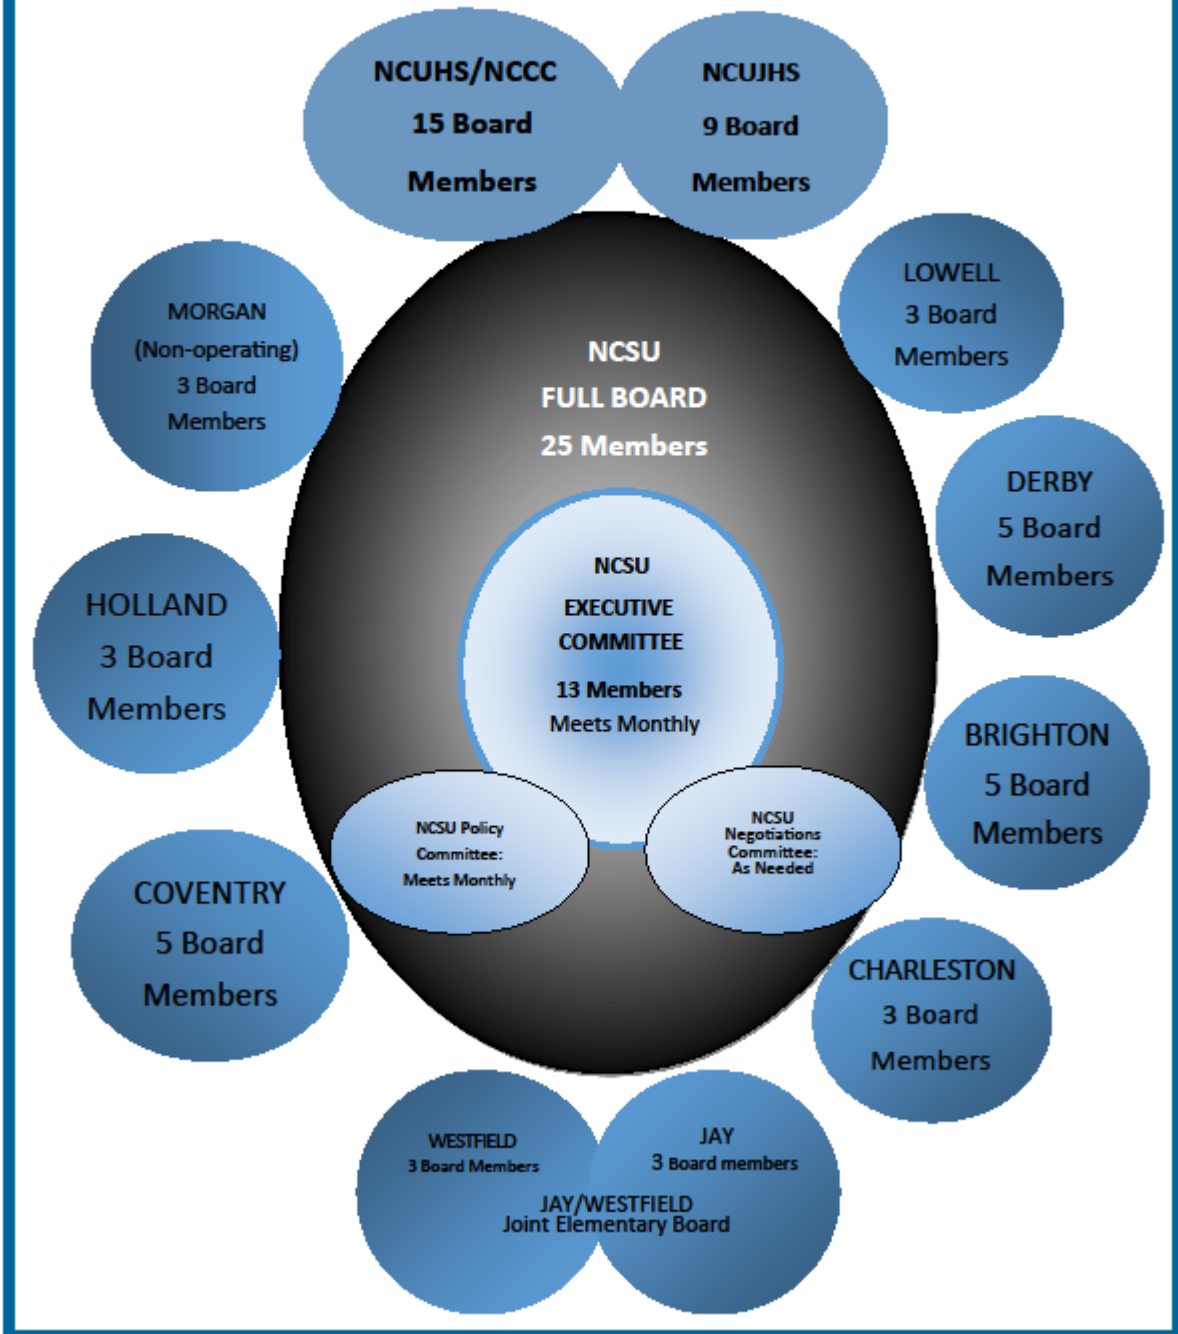 NCUHS/NCCC
15 Board
Members
NCUJHS
9 Board
Members
LOWELL
3 Board
Members
MORGAN
(Non-operating)
3 Board
Members
NCSU
FULL BOARD
25 Members
DERBY
5 Board
Members
NCSU
EXECUTIVE
COMMITTEE
13 Members
Meets Monthly
HOLLAND
3 Board
Members
BRIGHTON
5 Board
Members
NCSU Policy
Committee:
Meets Monthly
NCSU
Negotiations
Committee:
As Needed
COVENTRY
5 Board
Members
CHARLESTON
3 Board
Members
WESTFIELD
3 Board Members
JAY
3 Board members
JAY/WESTFIELD
Joint Elementary Board